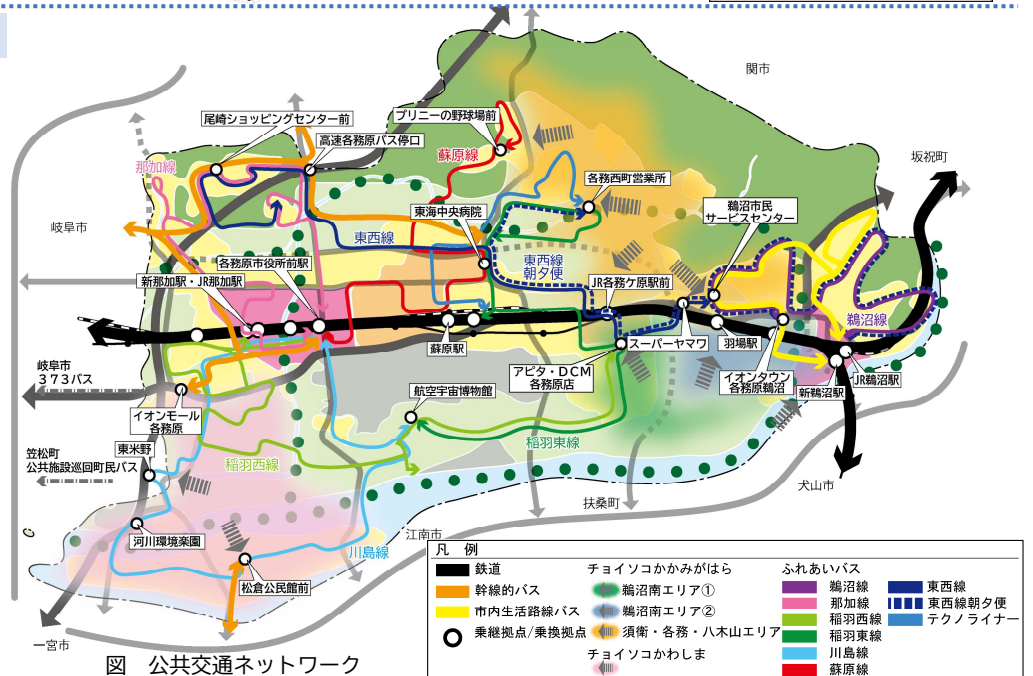 関市
尾崎ショッピングセンター前
プリニーの野球場前
高速各務原バス停口
那加線
蘇原線
坂祝町
各務西町営業所
鵜沼市民
サービスセンター
東海中央病院
岐阜市
東西線
東西線
朝夕便
各務原市役所前駅
新那加駅・JR那加駅
JR各務ケ原駅前
鵜沼線
蘇原駅
スーパーヤマワ
羽場駅
岐阜市
373バス
アピタ・DCM
各務原店
イオンタウン
各務原鵜沼
JR鵜沼駅
新鵜沼駅
航空宇宙博物館
イオンモール
各務原
東米野
稲羽東線
笠松町
公共施設巡回町民バス
稲羽西線
犬山市
扶桑町
河川環境楽園
江南市
川島線
松倉公民館前
一宮市
凡 例
鉄道
幹線的バス
市内生活路線バス
乗継拠点/乗換拠点
チョイソコかかみがはら
鵜沼南エリア①
鵜沼南エリア②
須衛・各務・八木山エリア
チョイソコかわしま
ふれあいバス
鵜沼線
那加線
稲羽西線
稲羽東線
川島線
蘇原線
東西線
東西線朝夕便
テクノライナー
図 公共交通ネットワーク